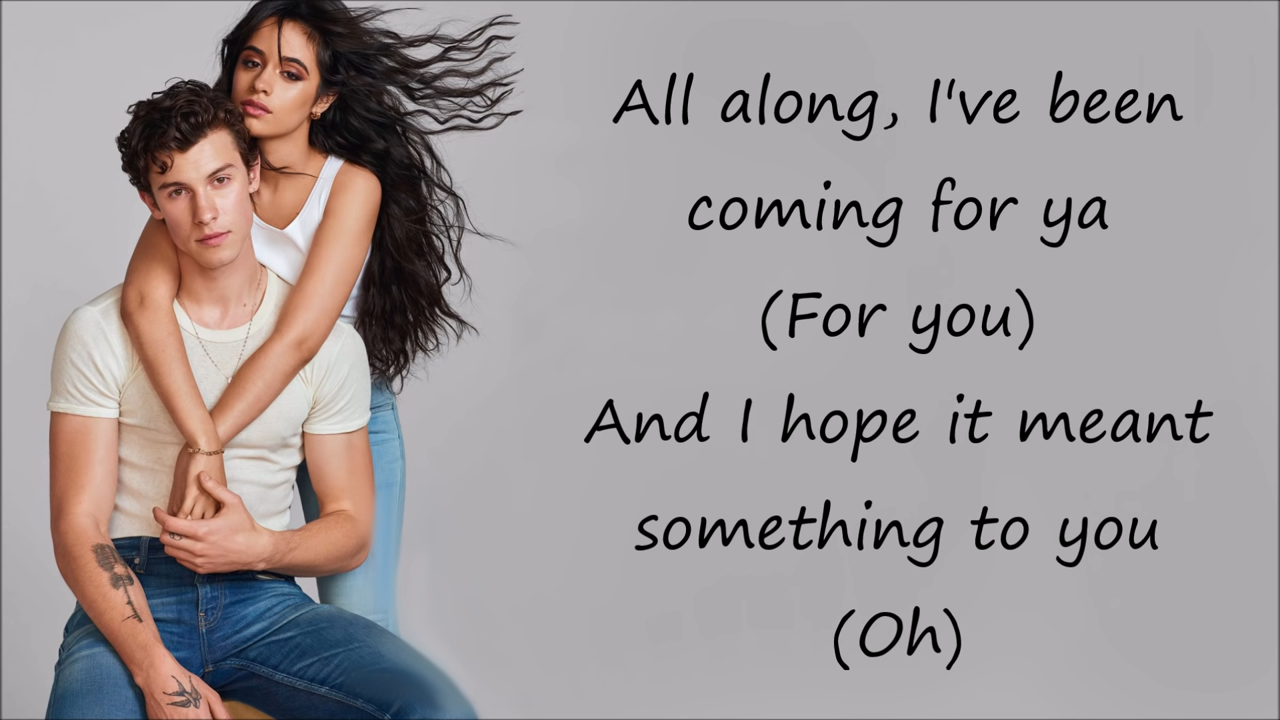 All along, I've been
coming for ya
(For you)
And I hope it meant
something to you
(Oh)